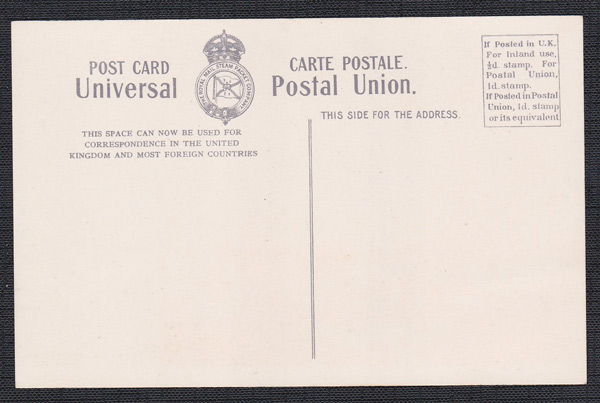 POST CARD
Universal
THE ROYAL MAIL STEAM PACKET COMPANY
CARTE POSTALE.
Postal Union.
THIS SPACE CAN NOW BE USED FOR
CORRESPONDENCE IN THE UNITED
KINGDOM AND MOST FOREIGN COUNTRIES
THIS SIDE FOR THE ADDRESS.
If Posted in U.K.
For Inland use,
½d. stamp. For
Postal Union,
1d. stamp.
If Posted in Postal
Union, 1d. stamp
or its equivalent